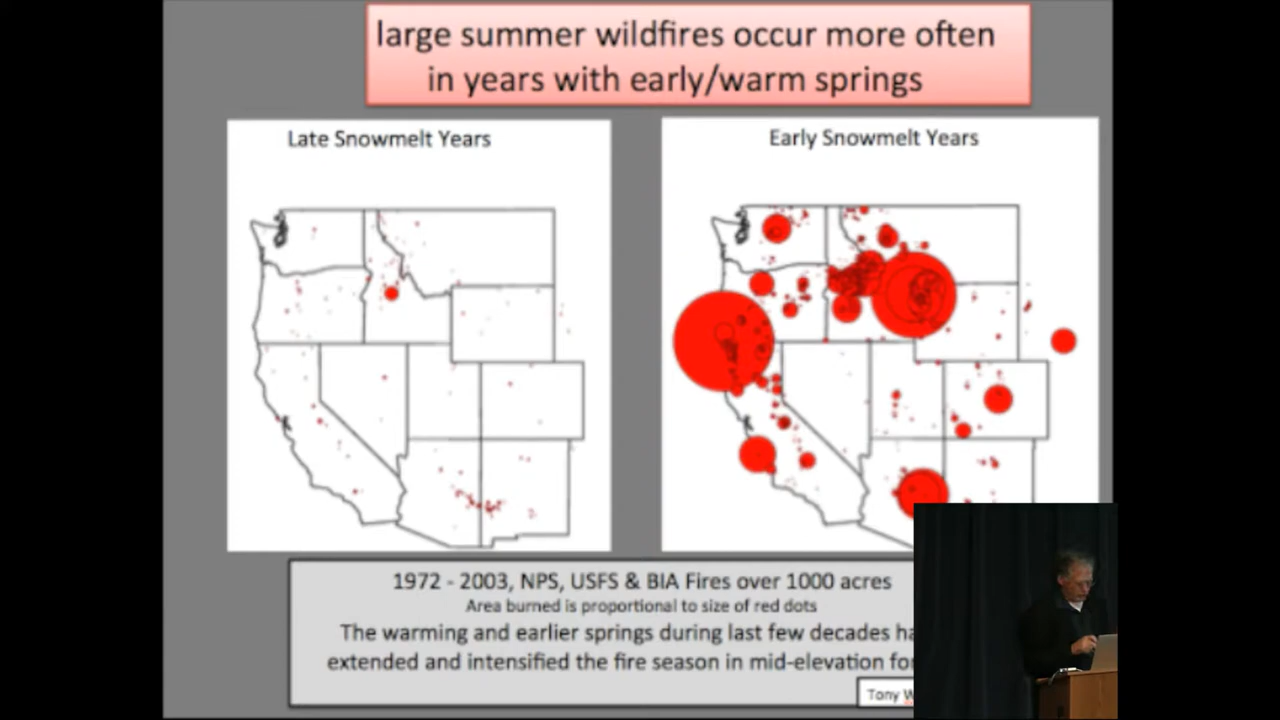 large summer wildfires occur more often
in years with early/warm springs
Late Snowmelt Years
Early Snowmelt Years
1972 - 2003, NPS, USFS & BIA Fires over 1000 acres
Area burned is proportional to size of red dots
The warming and earlier springs during last few decades ha
extended and intensified the fire season in mid-elevation fo
Tony W